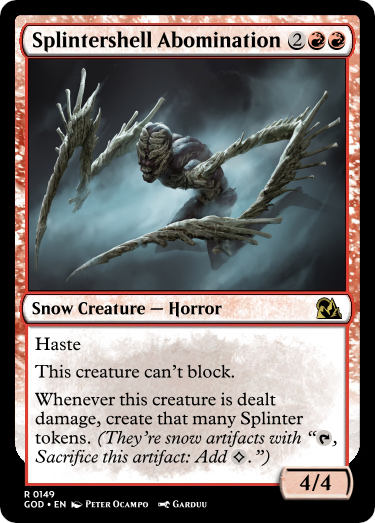 Splintershell Abomination 2
Snow Creature — Horror
Haste
This creature can't block.
Whenever this creature is dealt
damage, create that many Splinter
tokens. (They're snow artifacts with “,
Sacrifice this artifact: Add .”)
4/4
R 0149
GOD • EN Peter Ocampo Garduu